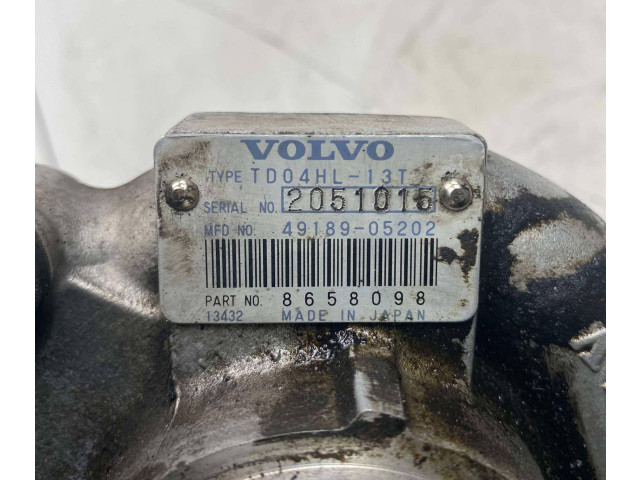 VOLVO
TYPE TD04HL-13T
SERIAL NO. 2051015
MFD NO. 49189-05202
PART NO. 8658098
13432 MADE IN JAPAN